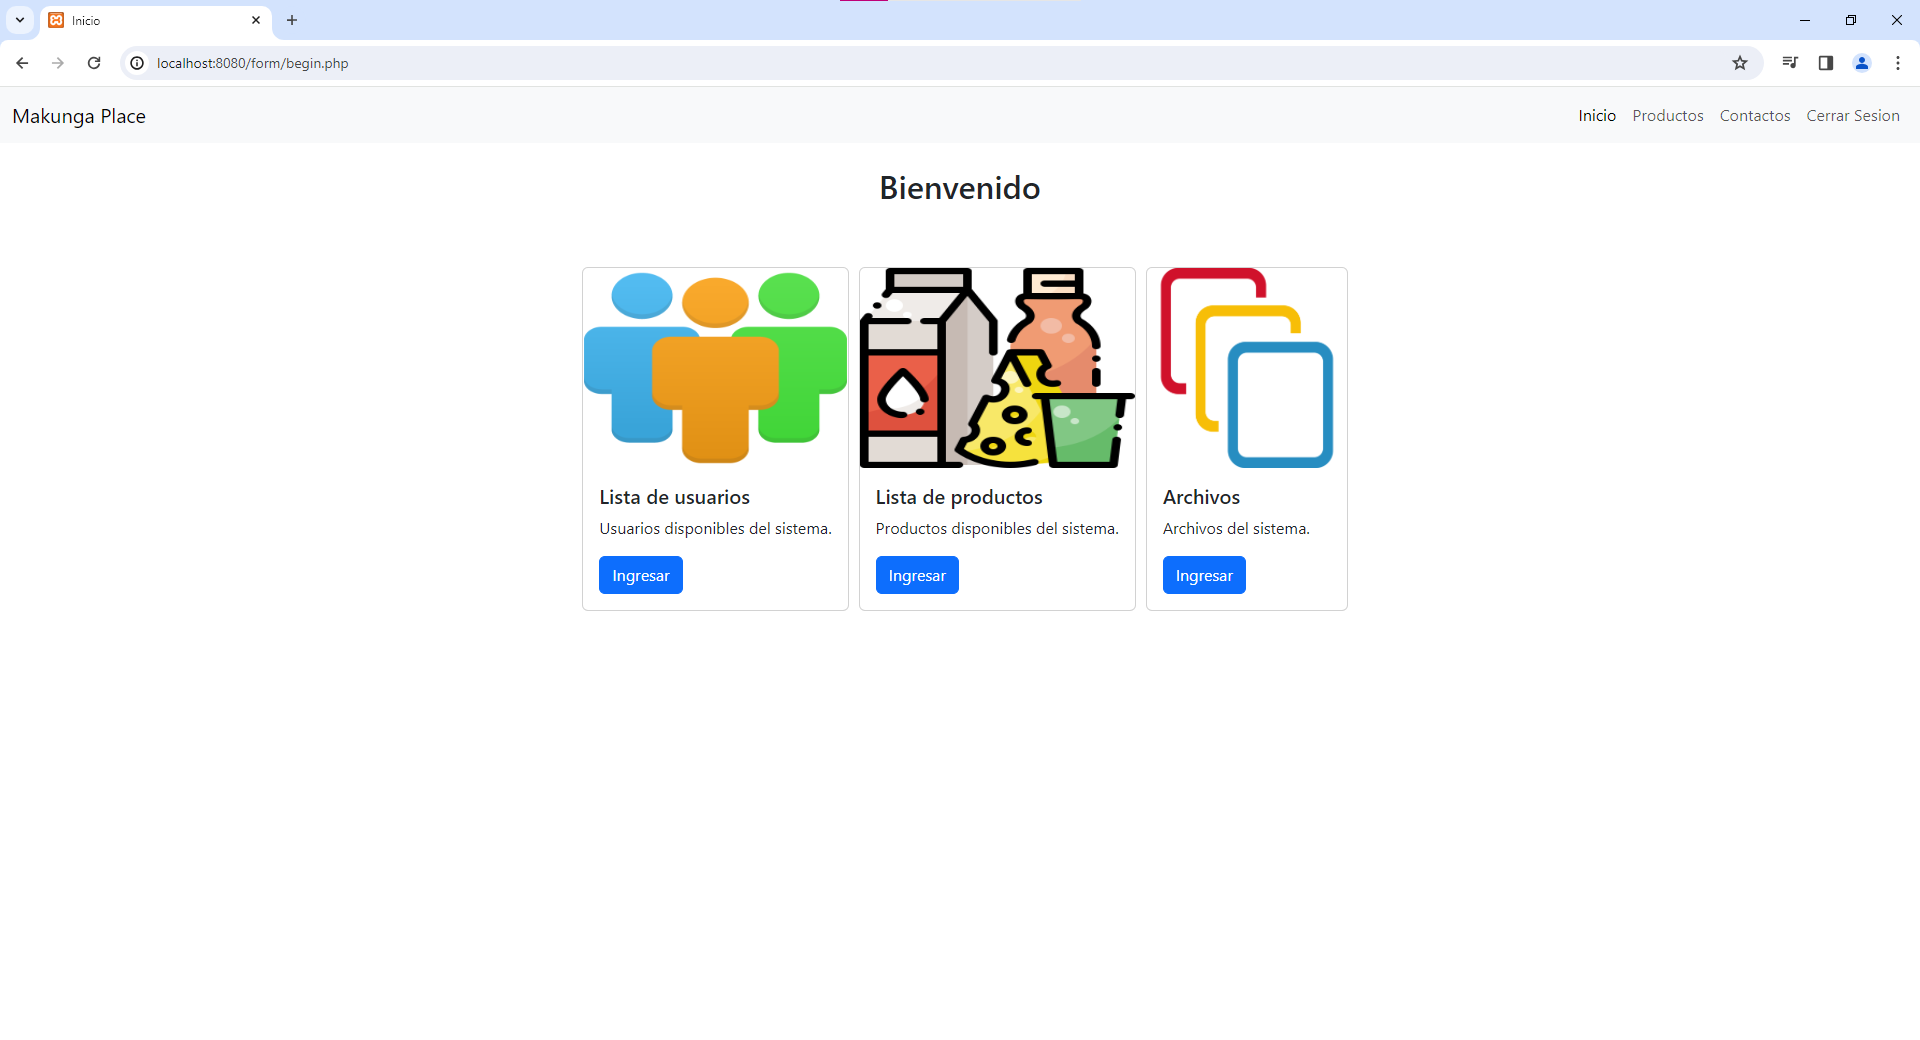 Inicio
localhost:8080/form/begin.php
Makunga Place
Inicio
Productos
Contactos
Cerrar Sesion
Bienvenido
Lista de usuarios
Usuarios disponibles del sistema.
Ingresar
Lista de productos
Productos disponibles del sistema.
Ingresar
Archivos
Archivos del sistema.
Ingresar